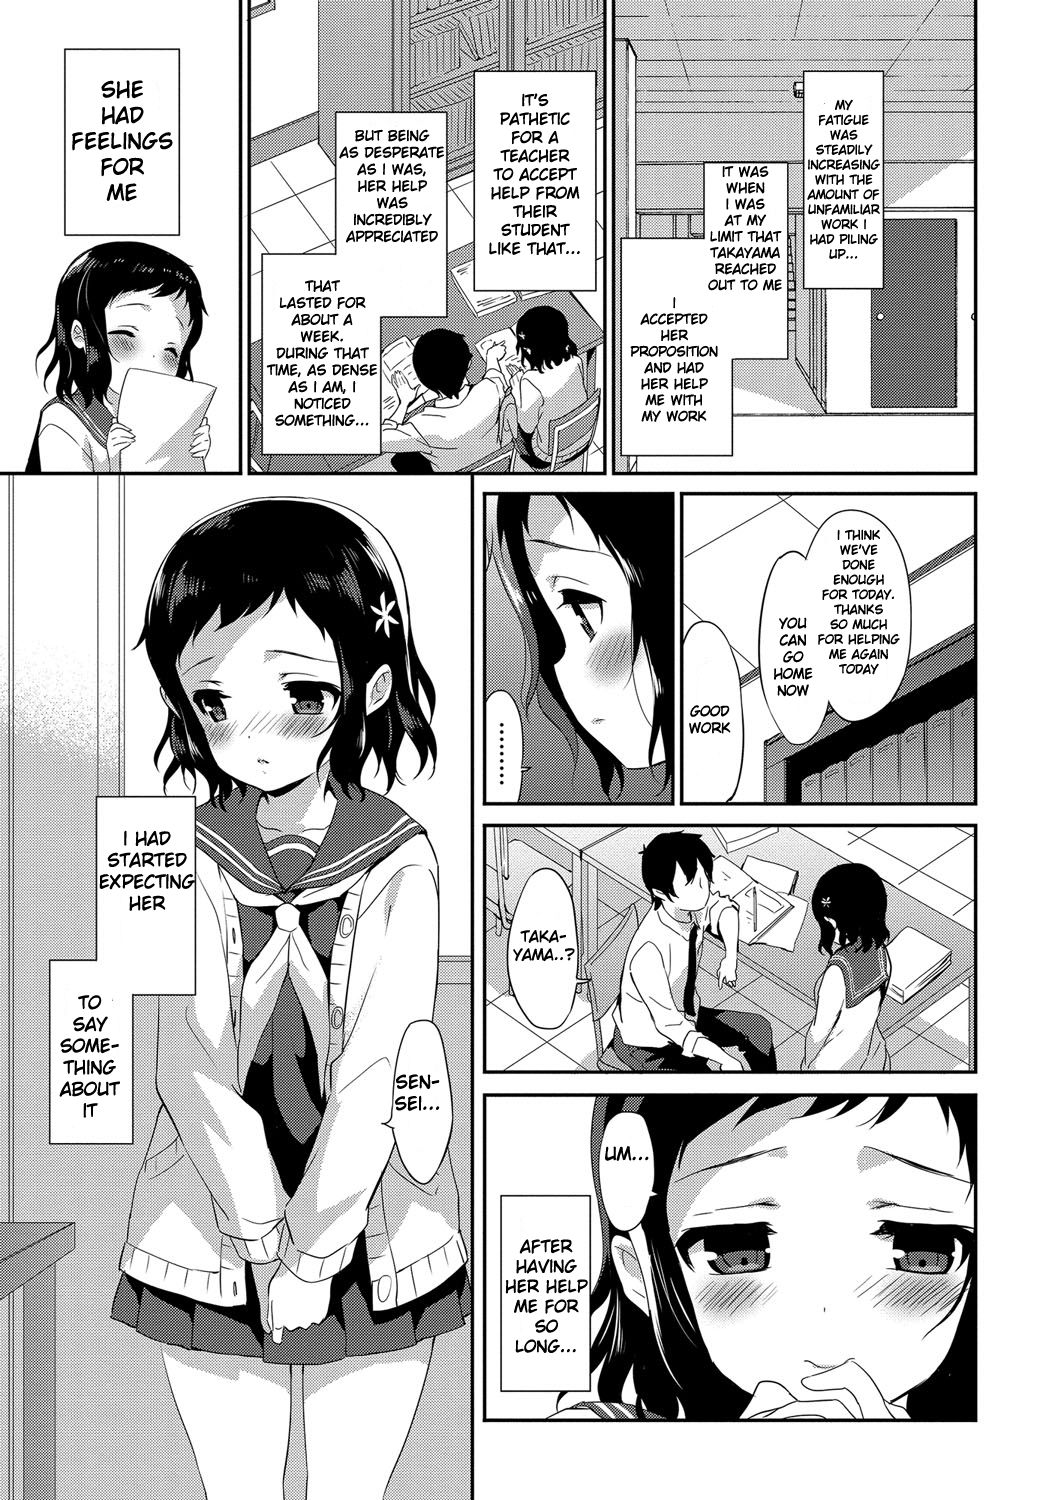 MY
FATIGUE
WAS
STEADILY
INCREASING
WITH THE
AMOUNT OF
UNFAMILIAR
WORK I
HAD PILING
UP...
IT WAS
WHEN
I WAS
AT MY
LIMIT THAT
TAKAYAMA
REACHED
OUT TO ME
I
ACCEPTED
HER
PROPOSITION
AND HAD
HER HELP
ME WITH
MY WORK
IT'S
PATHETIC
FOR A
TEACHER
TO ACCEPT
HELP FROM
THEIR
STUDENT
LIKE THAT...
BUT BEING
AS DESPERATE
AS I WAS,
HER HELP
WAS
INCREDIBLY
APPRECIATED
THAT
LASTED FOR
ABOUT A
WEEK.
DURING THAT
TIME, AS DENSE
AS I AM, I
NOTICED
SOMETHING...
SHE
HAD
FEELINGS
FOR
ME
I THINK
WE'VE
DONE
ENOUGH
FOR TODAY.
THANKS
SO MUCH
FOR HELPING
ME AGAIN
TODAY
YOU
CAN
GO
HOME
NOW
GOOD
WORK
.........
TAKA-
YAMA..?
UM...
AFTER
HAVING
HER HELP
ME FOR
SO
LONG...
I HAD
STARTED
EXPECTING
HER
TO
SAY
SOME-
THING
ABOUT
IT
SEN-
SEI...